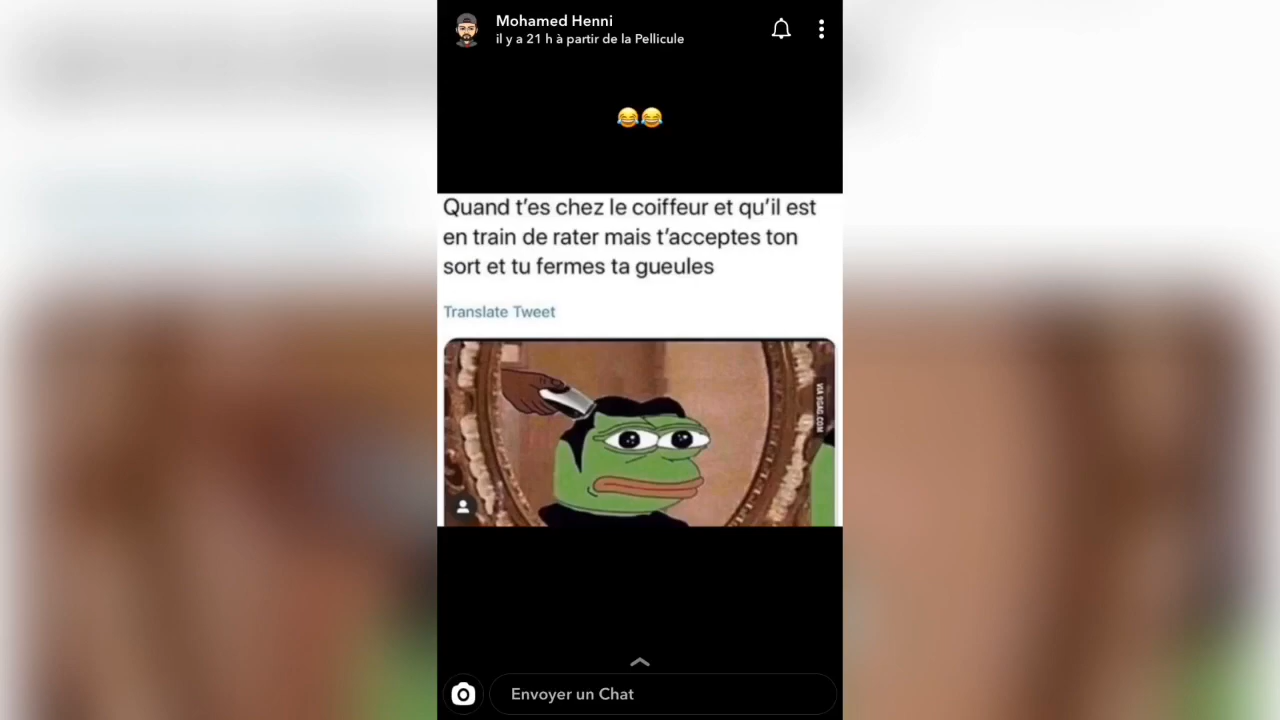 Mohamed Henni
il y a 21 h à partir de la Pellicule
😂😂
Quand t’es chez le coiffeur et qu’il est
en train de rater mais t’acceptes ton
sort et tu fermes ta gueules
Translate Tweet
VIA 9GAG.COM
Envoyer un Chat